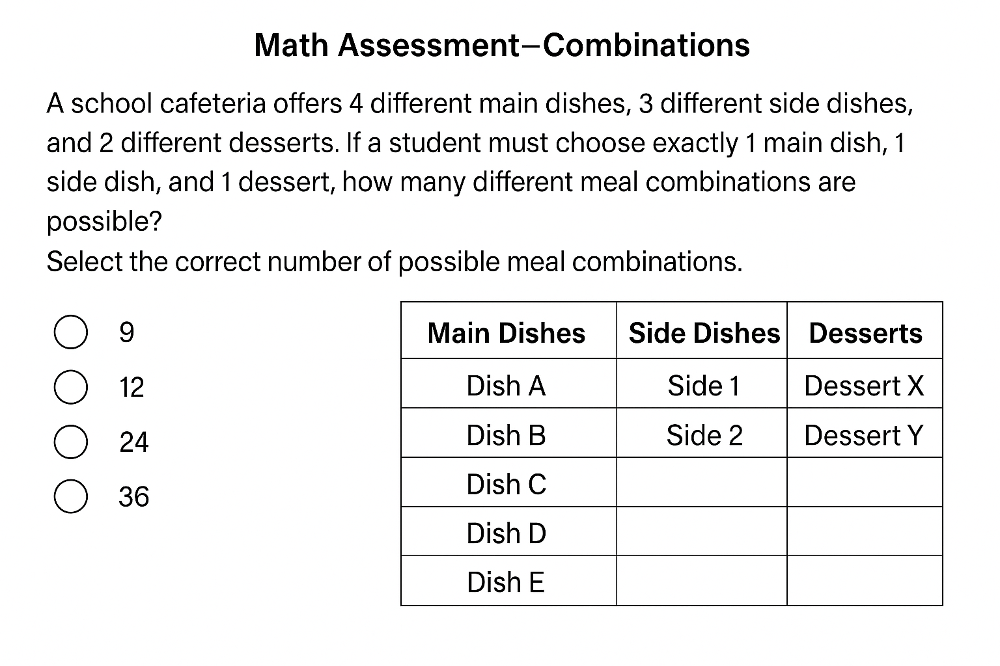 Math Assessment—Combinations
A school cafeteria offers 4 different main dishes, 3 different side dishes,
and 2 different desserts. If a student must choose exactly 1 main dish, 1
side dish, and 1 dessert, how many different meal combinations are
possible?
Select the correct number of possible meal combinations.
9
12
24
36
Main Dishes Side Dishes Desserts
Dish A Side 1 Dessert X
Dish B Side 2 Dessert Y
Dish C
Dish D
Dish E